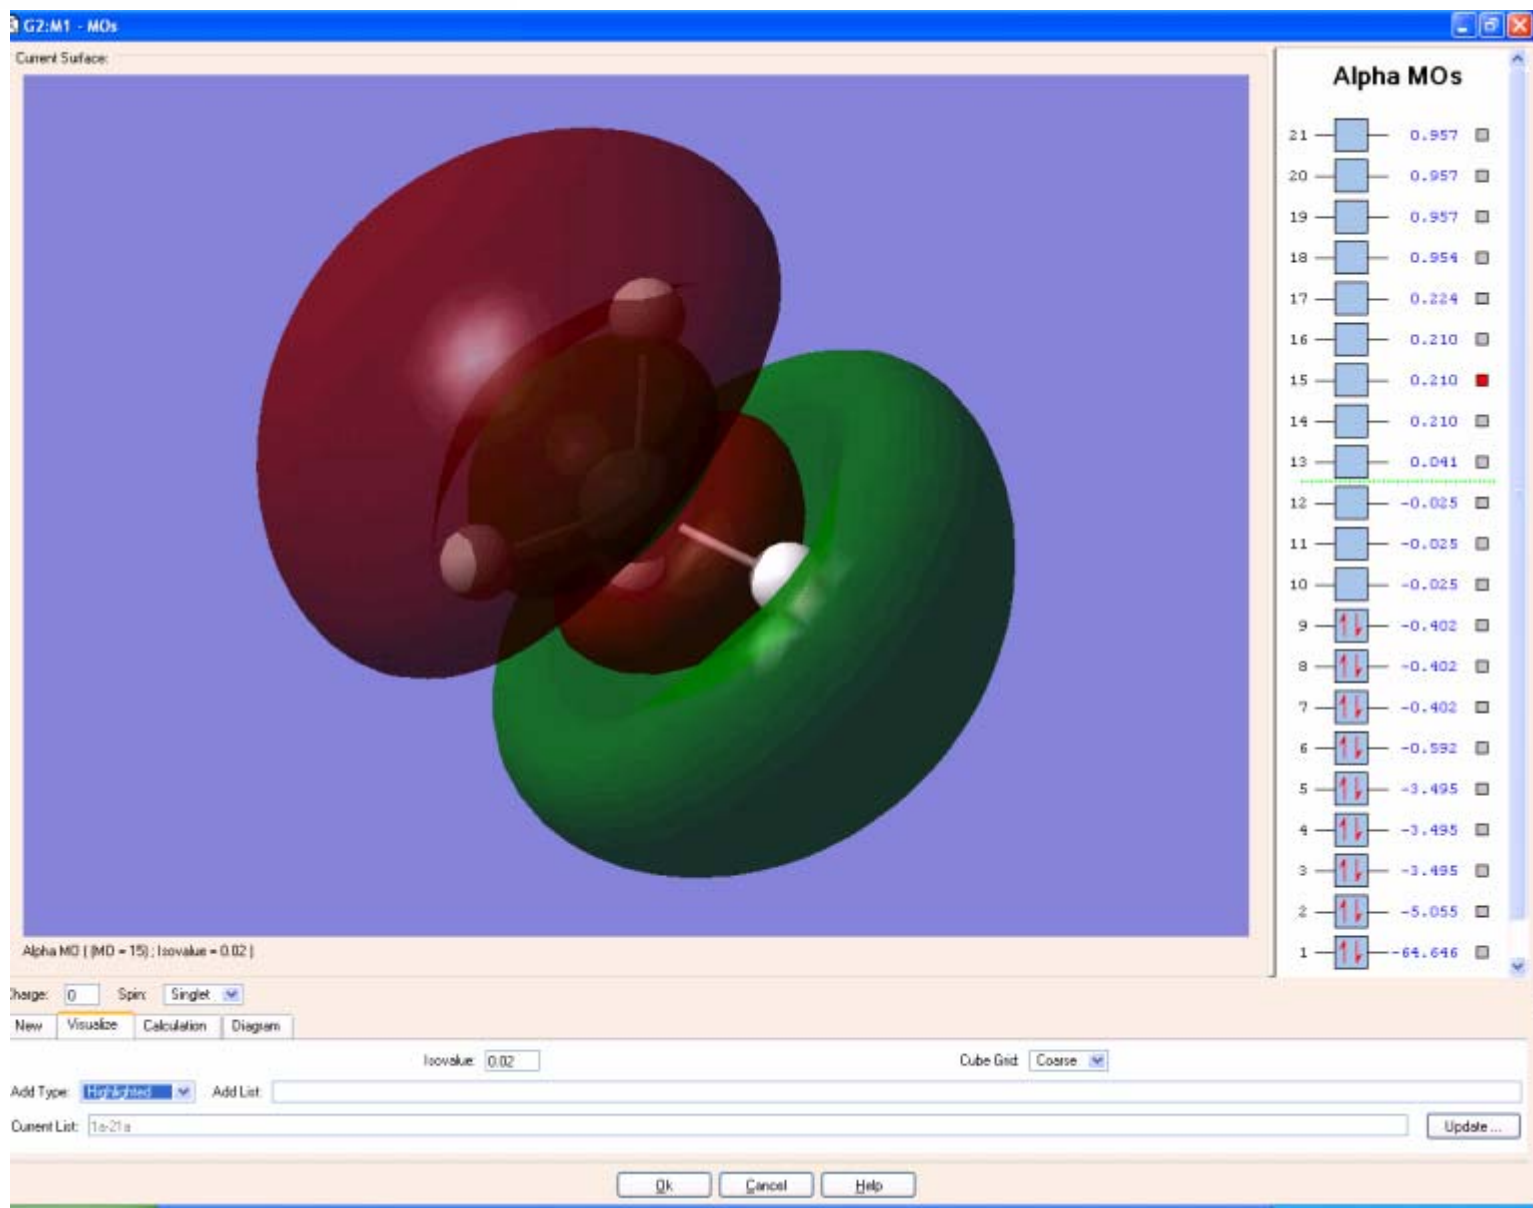 G2:M1 - MOs
Current Surface:
Alpha MOs
21 0.957
20 0.957
19 0.957
18 0.954
17 0.224
16 0.210
15 0.210
14 0.210
13 0.041
12 -0.025
11 -0.025
10 -0.025
9 -0.402
8 -0.402
7 -0.402
6 -0.592
5 -3.495
4 -3.495
3 -3.495
2 -5.055
1 -64.646
Alpha MO ( (MO = 15) ; Isovalue = 0.02 )
Charge: 0 Spin: Singlet
New Visualize Calculation Diagram
Isovalue: 0.02 Cube Grid: Coarse
Add Type: Highlighted Add List:
Current List: 1a-21a Update ...
Ok Cancel Help